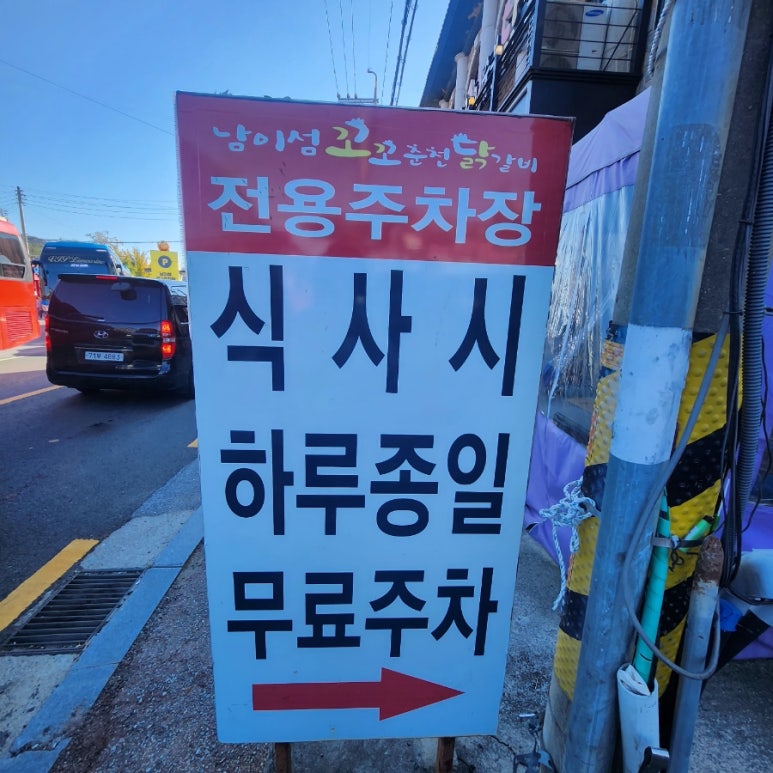 남이섬 꼬꼬춘천닭갈비
전용주차장
식사시
하루종일
무료주차
P